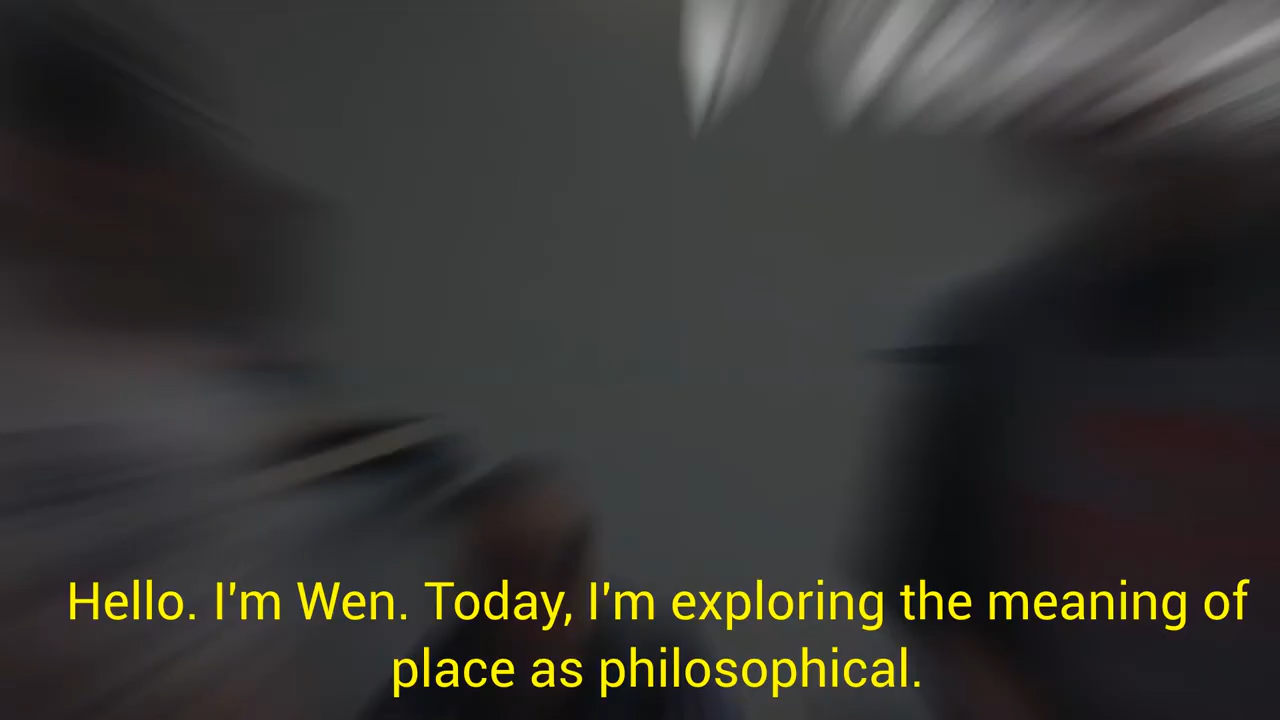 Hello. I'm Wen. Today, I'm exploring the meaning of
place as philosophical.